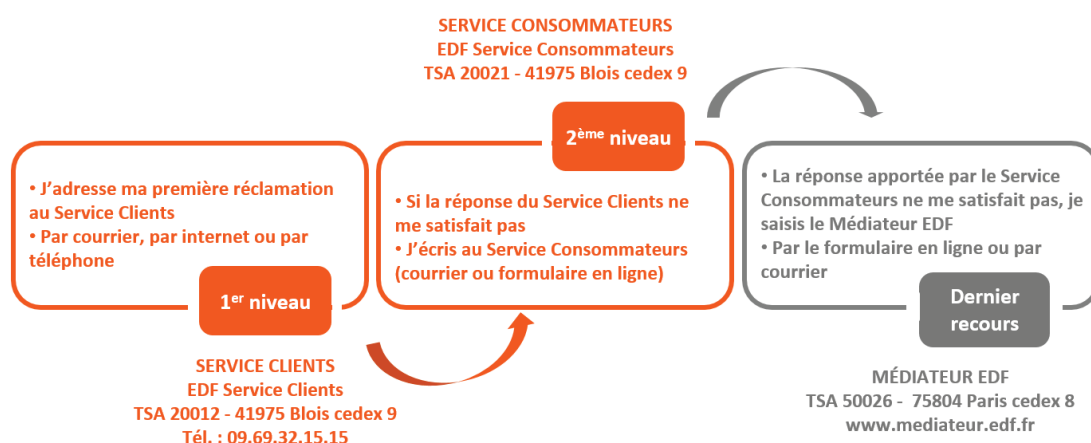 SERVICE CONSOMMATEURS
EDF Service Consommateurs
TSA 20021 - 41975 Blois cedex 9
• J’adresse ma première réclamation
au Service Clients
• Par courrier, par internet ou par
téléphone
1er niveau
SERVICE CLIENTS
EDF Service Clients
TSA 20012 - 41975 Blois cedex 9
Tél. : 09.69.32.15.15
2ème niveau
• Si la réponse du Service Clients ne
me satisfait pas
• J’écris au Service Consommateurs
(courrier ou formulaire en ligne)
• La réponse apportée par le Service
Consommateurs ne me satisfait pas, je
saisis le Médiateur EDF
• Par le formulaire en ligne ou par
courrier
Dernier
recours
MÉDIATEUR EDF
TSA 50026 - 75804 Paris cedex 8
www.mediateur.edf.fr